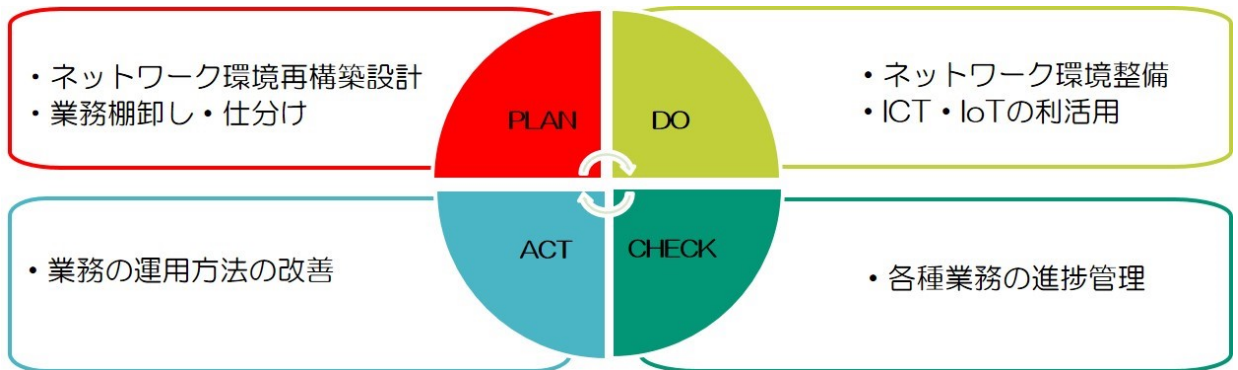 ・ネットワーク環境再構築設計
・業務棚卸し・仕分け
PLAN
DO
・ネットワーク環境整備
・ICT・IoTの利活用
・業務の運用方法の改善
ACT
CHECK
・各種業務の進捗管理